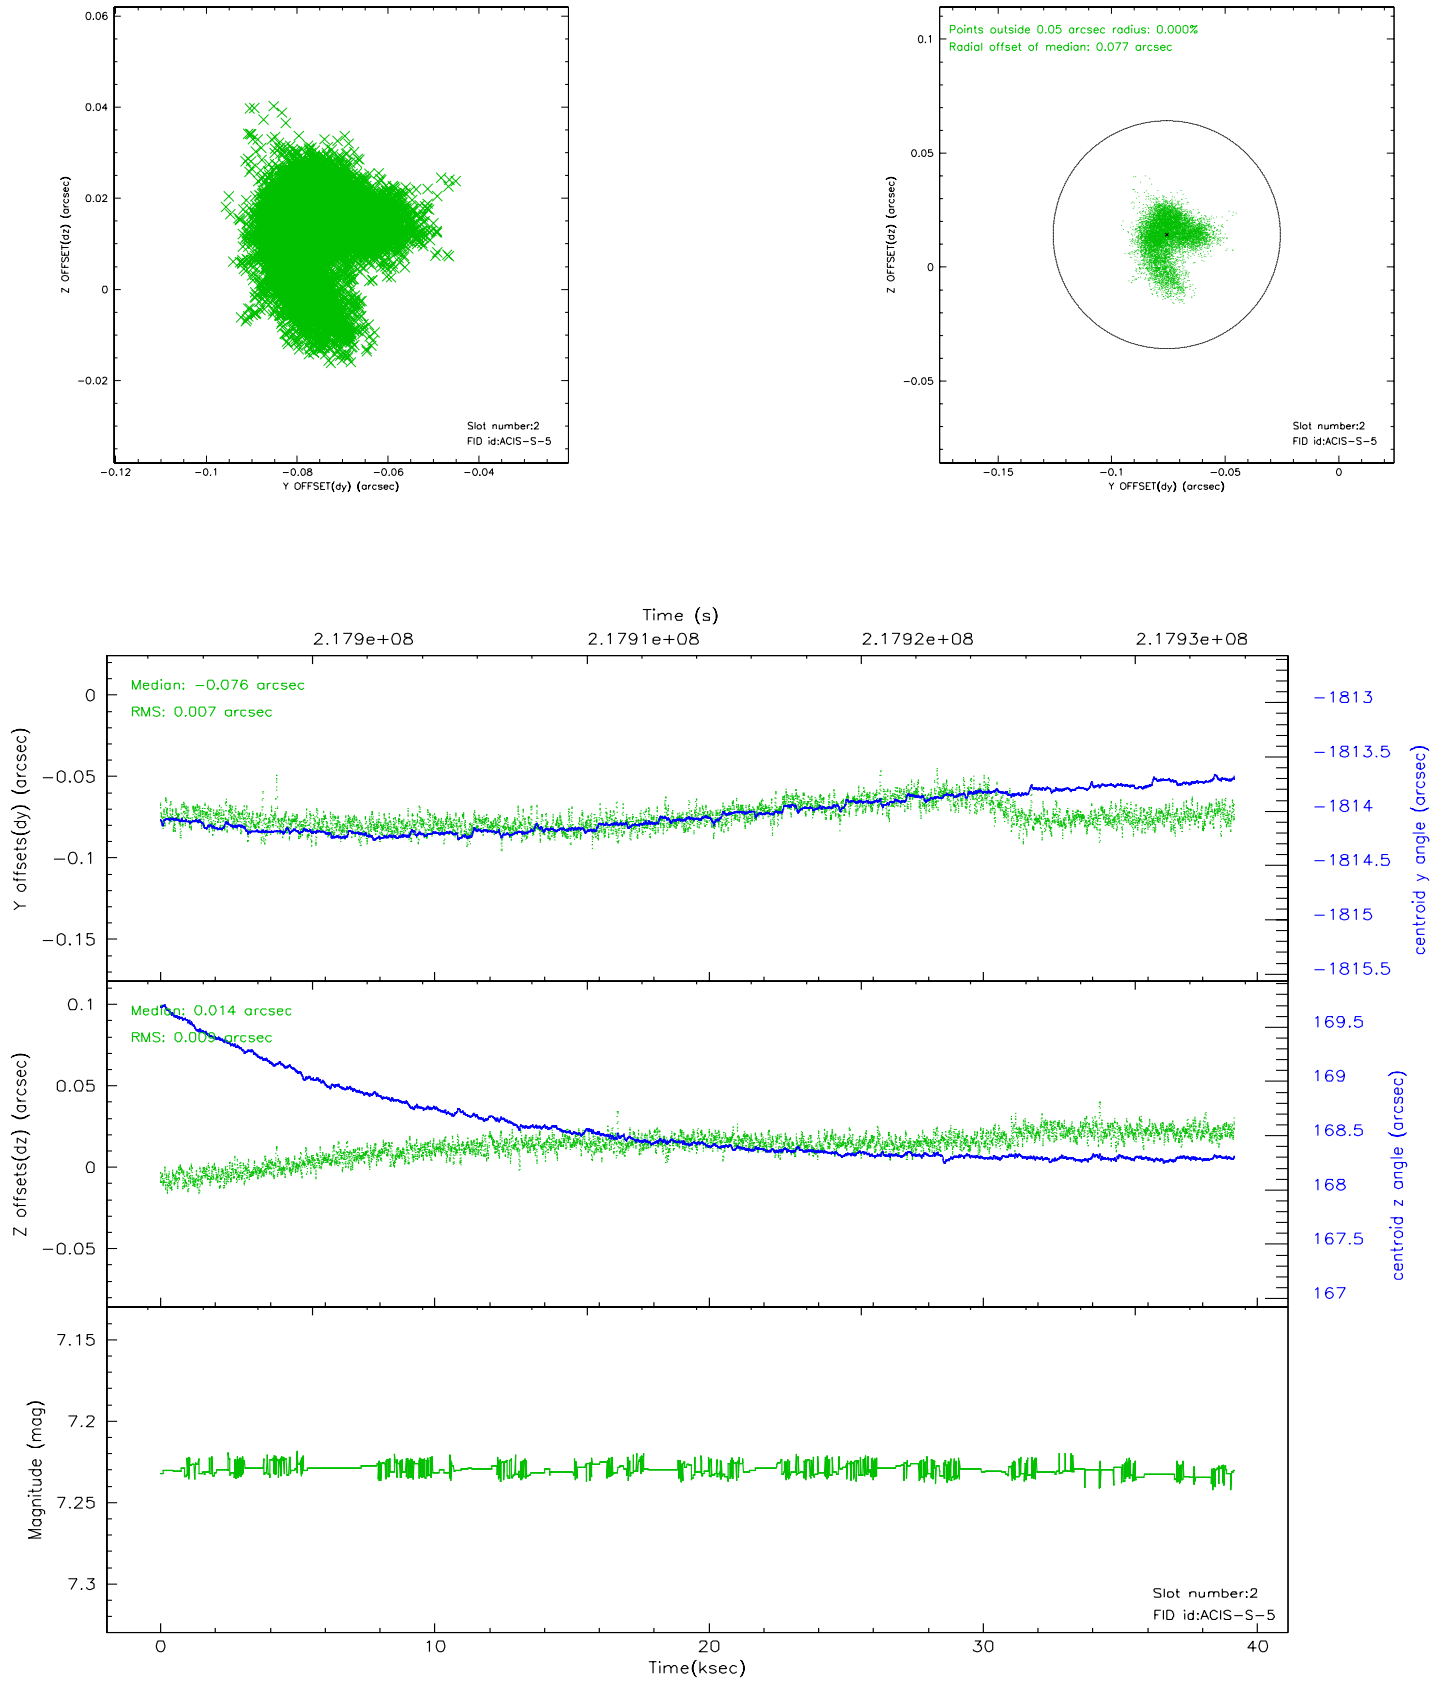 0.06
0.04
0.02
0
−0.02
Z OFFSET(dz) (arcsec)
Slot number:2
FID id:ACIS−S−5
−0.12 −0.1 −0.08 −0.06 −0.04
Y OFFSET(dy) (arcsec)
Points outside 0.05 arcsec radius: 0.000%
Radial offset of median: 0.077 arcsec
0.1
0.05
0
−0.05
Z OFFSET(dz) (arcsec)
Slot number:2
FID id:ACIS−S−5
−0.15 −0.1 −0.05 0
Y OFFSET(dy) (arcsec)
Time (s)
2.179e+08 2.1791e+08 2.1792e+08 2.1793e+08
Median: −0.076 arcsec
RMS: 0.007 arcsec
0
−0.05
−0.1
−0.15
Y offsets(dy) (arcsec)
−1813
−1813.5
−1814
−1814.5
−1815
−1815.5
centroid y angle (arcsec)
Median: 0.014 arcsec
RMS: 0.009 arcsec
0.1
0.05
0
−0.05
Z offsets(dz) (arcsec)
169.5
169
168.5
168
167.5
167
centroid z angle (arcsec)
7.15
7.2
7.25
7.3
Magnitude (mag)
Slot number:2
FID id:ACIS−S−5
0 10 20 30 40
Time(ksec)